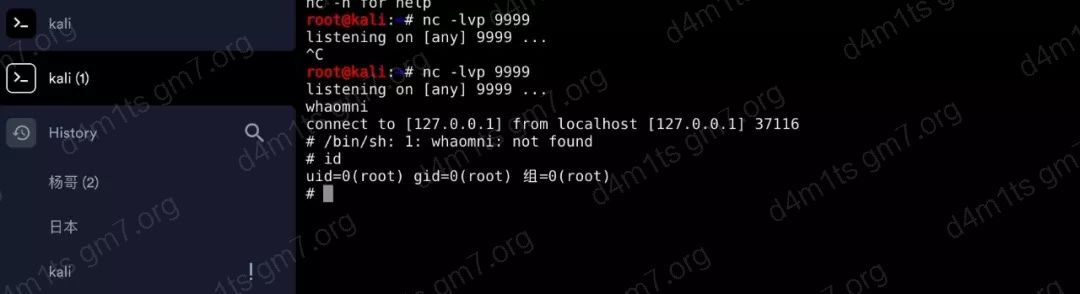 kali
kali (1)
History
杨哥 (2)
日本
kali
nc -h for help
root@kali:~# nc -lvp 9999
listening on [any] 9999 ...
^C
root@kali:~# nc -lvp 9999
listening on [any] 9999 ...
whaomni
connect to [127.0.0.1] from localhost [127.0.0.1] 37116
# /bin/sh: 1: whaomni: not found
# id
uid=0(root) gid=0(root) 组=0(root)
#
d4m1ts gm7.org